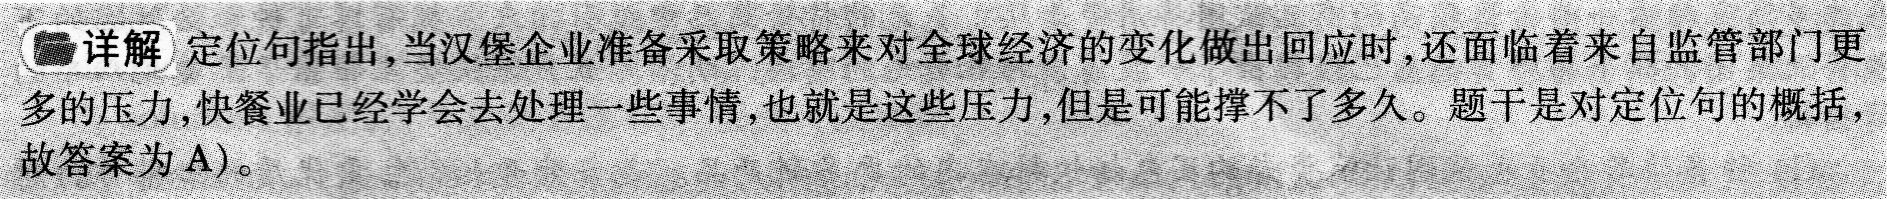 详解 定位句指出,当汉堡企业准备采取策略来对全球经济的变化做出回应时,还面临着来自监管部门更
多的压力,快餐业已经学会去处理一些事情,也就是这些压力,但是可能撑不了多久。题干是对定位句的概括,
故答案为 A)。